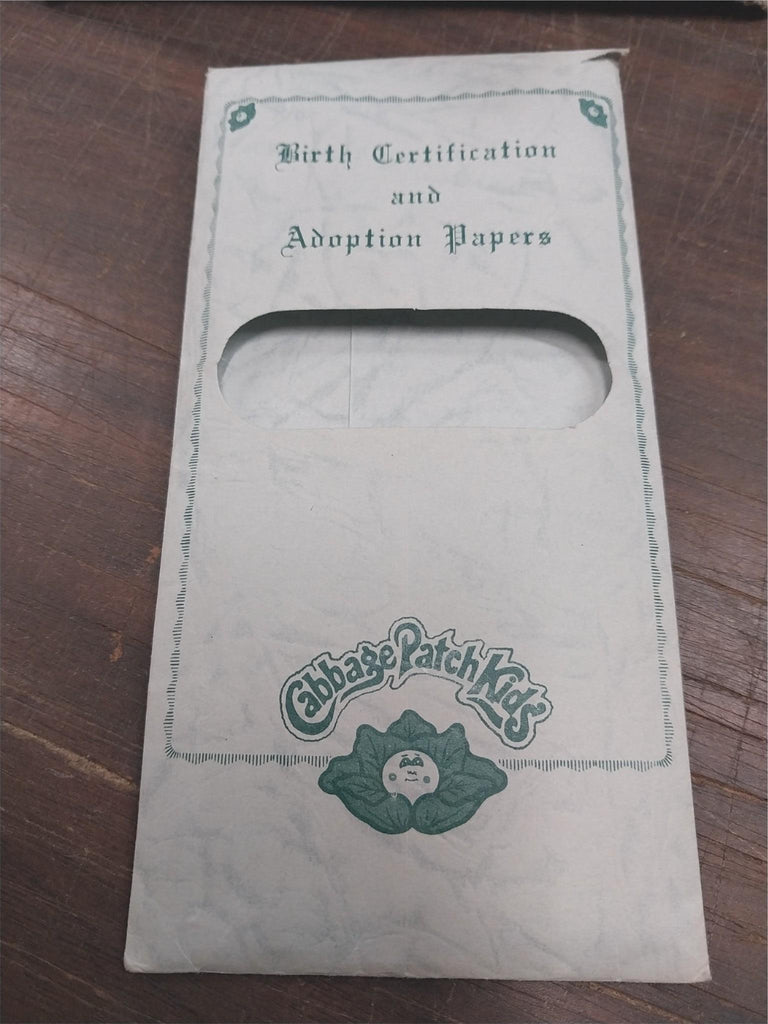 Birth Certification
and
Adoption Papers
Cabbage Patch Kids